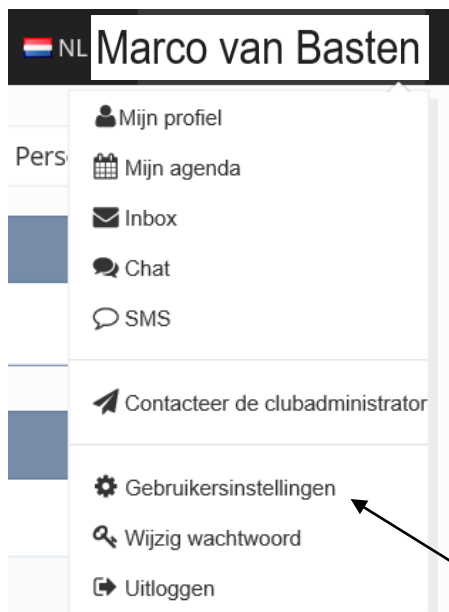 NL Marco van Basten
Mijn profiel
Pers
Mijn agenda
Inbox
Chat
SMS
Contacteer de clubadministrator
Gebruikersinstellingen
Wijzig wachtwoord
Uitloggen